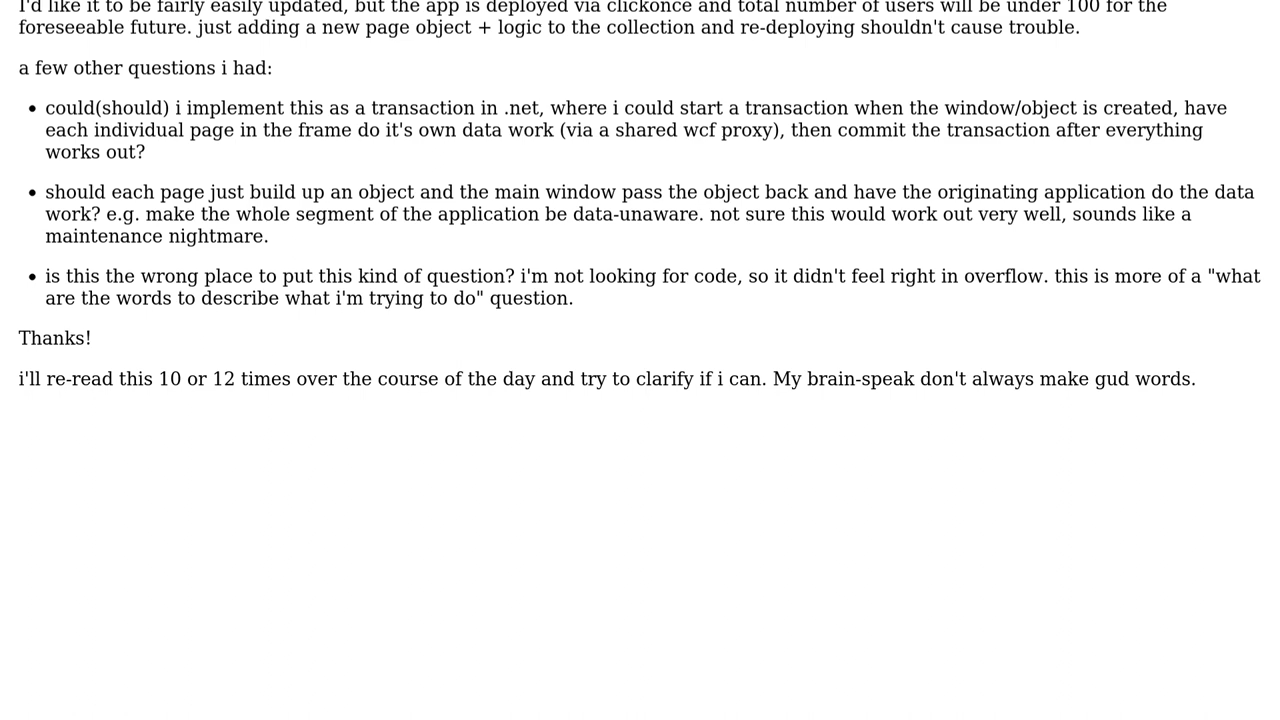 I'd like it to be fairly easily updated, but the app is deployed via clickonce and total number of users will be under 100 for the
foreseeable future. just adding a new page object + logic to the collection and re-deploying shouldn't cause trouble.
a few other questions i had:
• could(should) i implement this as a transaction in .net, where i could start a transaction when the window/object is created, have
each individual page in the frame do it's own data work (via a shared wcf proxy), then commit the transaction after everything
works out?
• should each page just build up an object and the main window pass the object back and have the originating application do the data
work? e.g. make the whole segment of the application be data-unaware. not sure this would work out very well, sounds like a
maintenance nightmare.
• is this the wrong place to put this kind of question? i'm not looking for code, so it didn't feel right in overflow. this is more of a "what
are the words to describe what i'm trying to do" question.
Thanks!
i'll re-read this 10 or 12 times over the course of the day and try to clarify if i can. My brain-speak don't always make gud words.